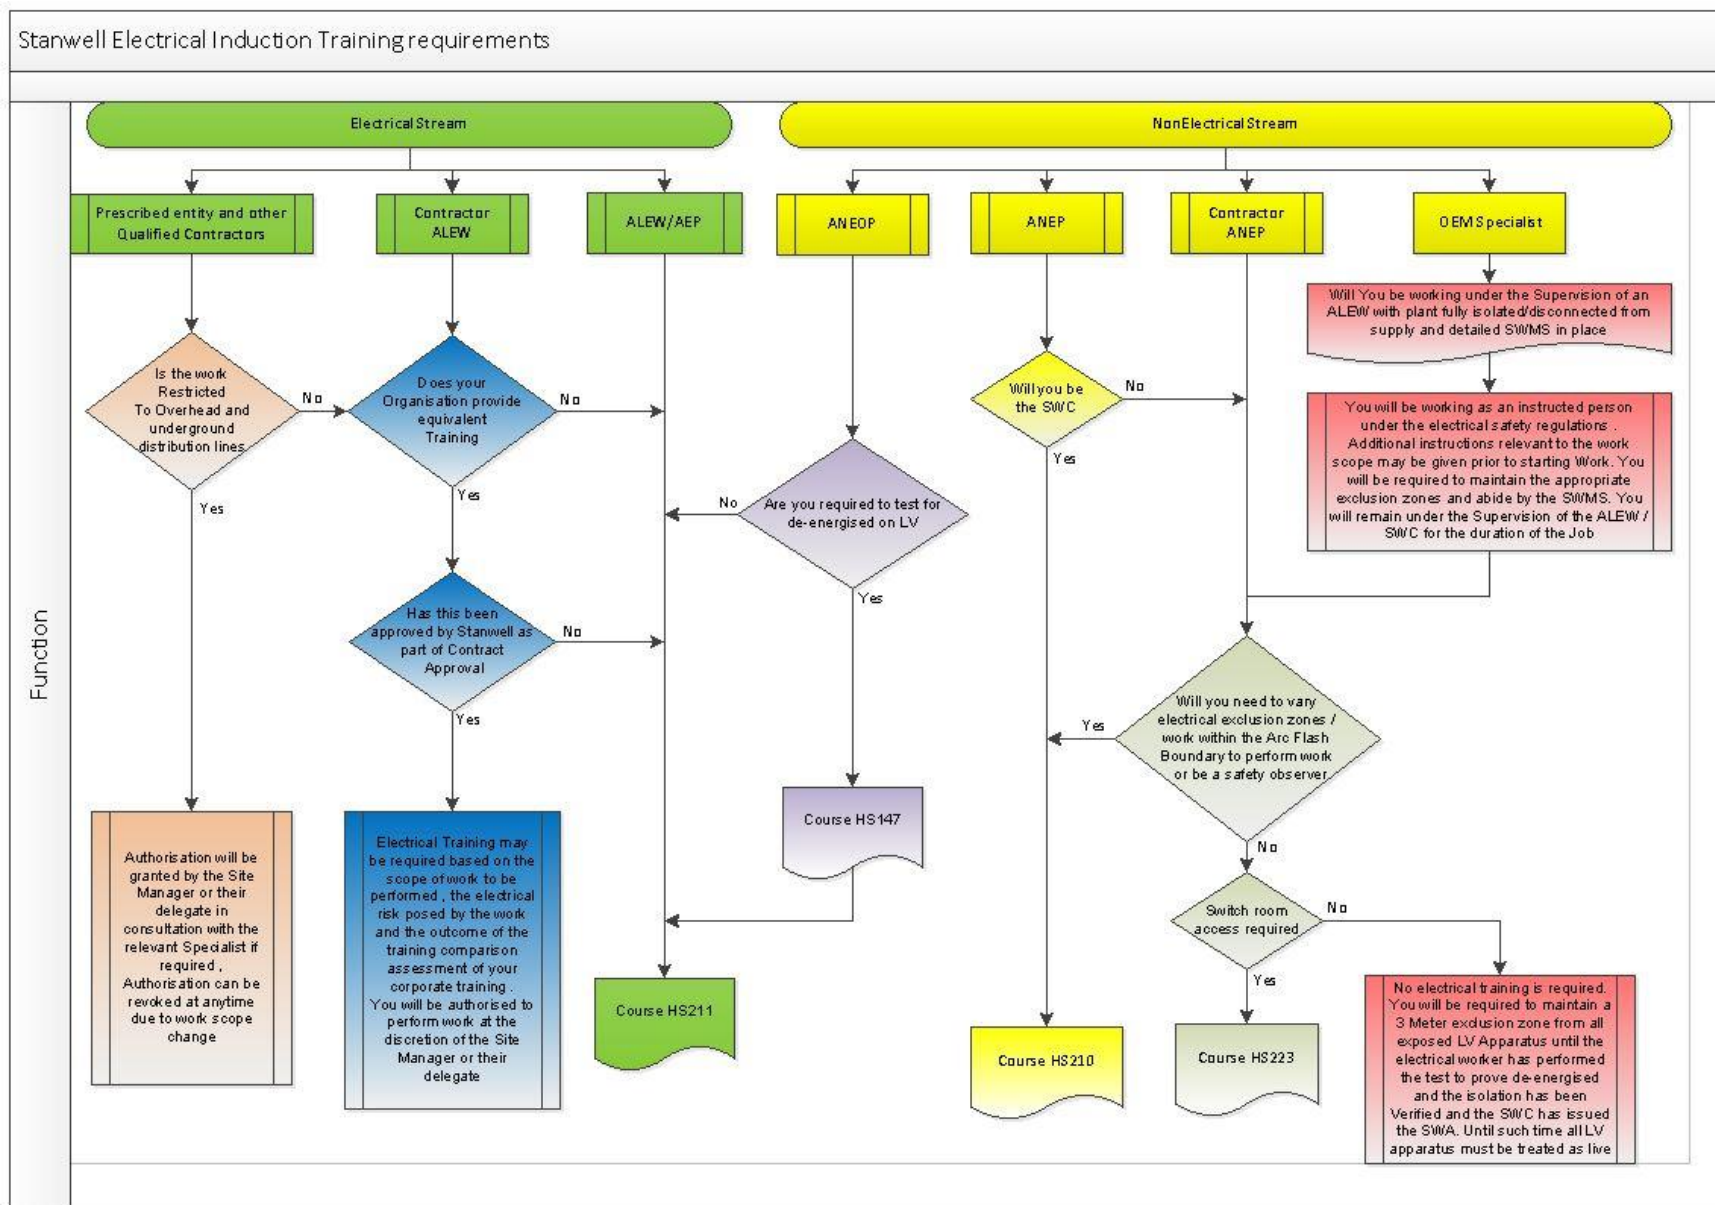 Stanwell Electrical Induction Training requirements
Function
Electrical Stream
NonElectrical Stream
Prescribed entity and other
Qualified Contractors
Contractor
ALEW
ALEW/AEP
ANEOP
ANEP
Contractor
ANEP
OEM Specialist
Will You be working under the Supervision of an
ALEW with plant fully isolated/disconnected from
supply and detailed SWMS in place
Is the work
Restricted
To Overhead and
underground
distribution lines
No
Yes
Does your
Organisation provide
equivalent
Training
No
Yes
Will you be
the SWC
No
Yes
You will be working as an instructed person
under the electrical safety regulations .
Additional instructions relevant to the work
scope may be given prior to starting Work. You
will be required to maintain the appropriate
exclusion zones and abide by the SWMS. You
will remain under the Supervision of the ALEW /
SWC for the duration of the Job
Are you required to test for
de-energised on LV
No
Yes
Has this been
approved by Stanwell as
part of Contract
Approval
No
Yes
Will you need to vary
electrical exclusion zones /
work within the Arc Flash
Boundary to perform work
or be a safety observer
Yes
No
Course HS147
Authorisation will be
granted by the Site
Manager or their
delegate in
consultation with the
relevant Specialist if
required ,
Authorisation can be
revoked at anytime
due to work scope
change
Electrical Training may
be required based on the
scope of work to be
performed , the electrical
risk posed by the work
and the outcome of the
training comparison
assessment of your
corporate training .
You will be authorised to
perform work at the
discretion of the Site
Manager or their
delegate
Switch room
access required
No
Yes
Course HS211
Course HS210
Course HS223
No electrical training is required.
You will be required to maintain a
3 Meter exclusion zone from all
exposed LV Apparatus until the
electrical worker has performed
the test to prove de-energised
and the isolation has been
Verified and the SWC has issued
the SWA. Until such time all LV
apparatus must be treated as live